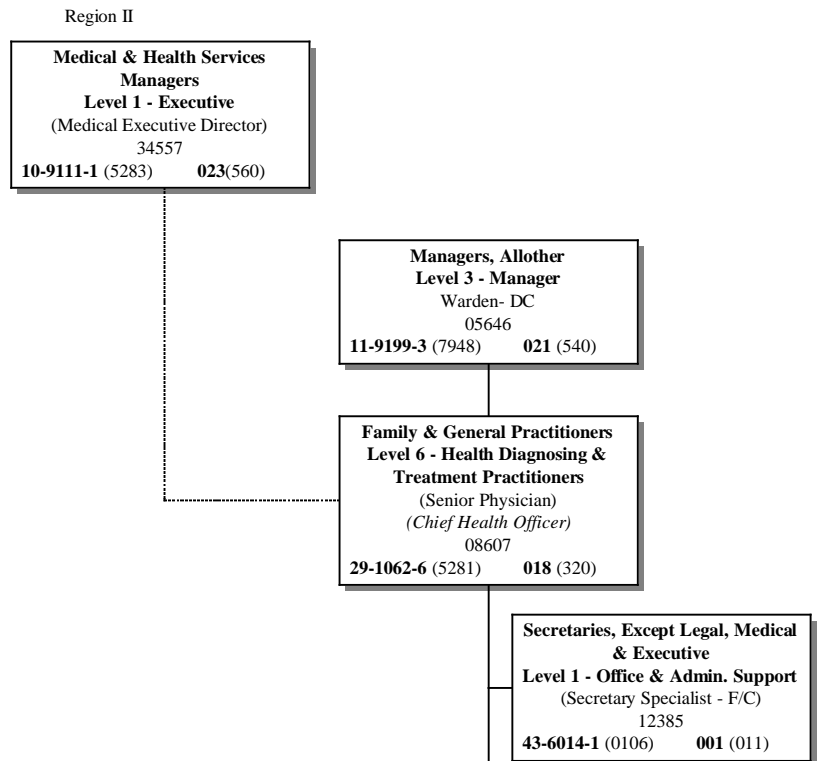 Region II
Medical & Health Services
Managers
Level 1 - Executive
(Medical Executive Director)
34557
10-9111-1 (5283) 023(560)
Managers, Allother
Level 3 - Manager
Warden- DC
05646
11-9199-3 (7948) 021 (540)
Family & General Practitioners
Level 6 - Health Diagnosing &
Treatment Practitioners
(Senior Physician)
(Chief Health Officer)
08607
29-1062-6 (5281) 018 (320)
Secretaries, Except Legal, Medical
& Executive
Level 1 - Office & Admin. Support
(Secretary Specialist - F/C)
12385
43-6014-1 (0106) 001 (011)